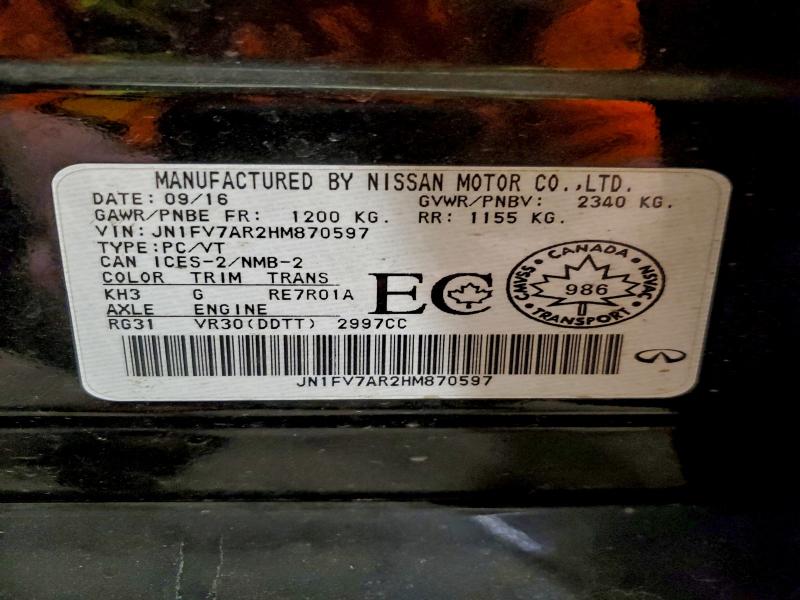 MANUFACTURED BY NISSAN MOTOR CO.,LTD.
DATE: 09/16 GVWR/PNBV: 2340 KG.
GAWR/PNBE FR: 1200 KG. RR: 1155 KG.
VIN: JN1FV7AR2HM870597
TYPE: PC/VT
CAN ICES-2/NMB-2
COLOR TRIM TRANS
KH3 G RE7R01A
AXLE ENGINE
RG31 VR30(DDTT) 2997CC
EC
CANADA
CMVSS 986 NSVAC
TRANSPORT
JN1FV7AR2HM870597